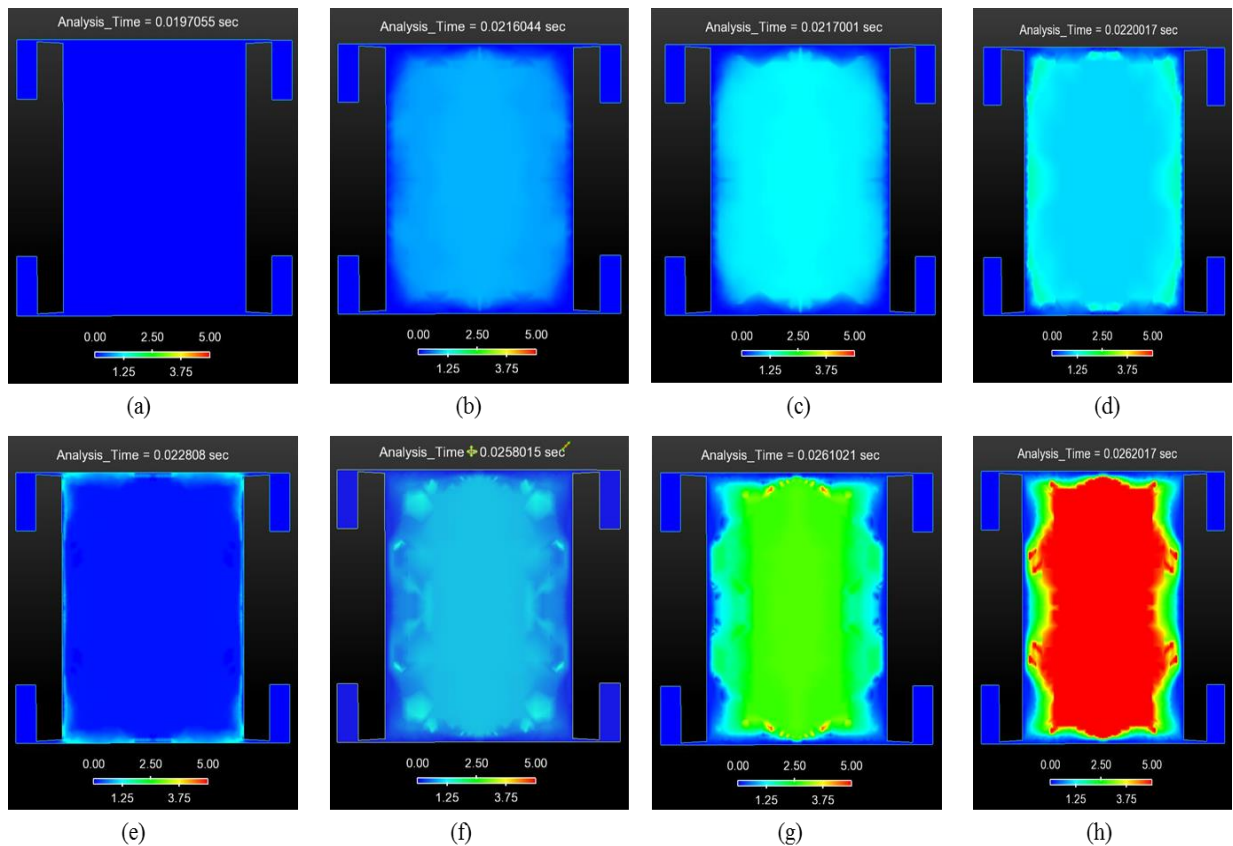 Analysis_Time = 0.0197055 sec
0.00 2.50 5.00
1.25 3.75
(a)
Analysis_Time = 0.0216044 sec
0.00 2.50 5.00
1.25 3.75
(b)
Analysis_Time = 0.0217001 sec
0.00 2.50 5.00
1.25 3.75
(c)
Analysis_Time = 0.0220017 sec
0.00 2.50 5.00
1.25 3.75
(d)
Analysis_Time = 0.022808 sec
0.00 2.50 5.00
1.25 3.75
(e)
Analysis_Time 0.0258015 sec
0.00 2.50 5.00
1.25 3.75
(f)
Analysis_Time = 0.0261021 sec
0.00 2.50 5.00
1.25 3.75
(g)
Analysis_Time = 0.0262017 sec
0.00 2.50 5.00
1.25 3.75
(h)